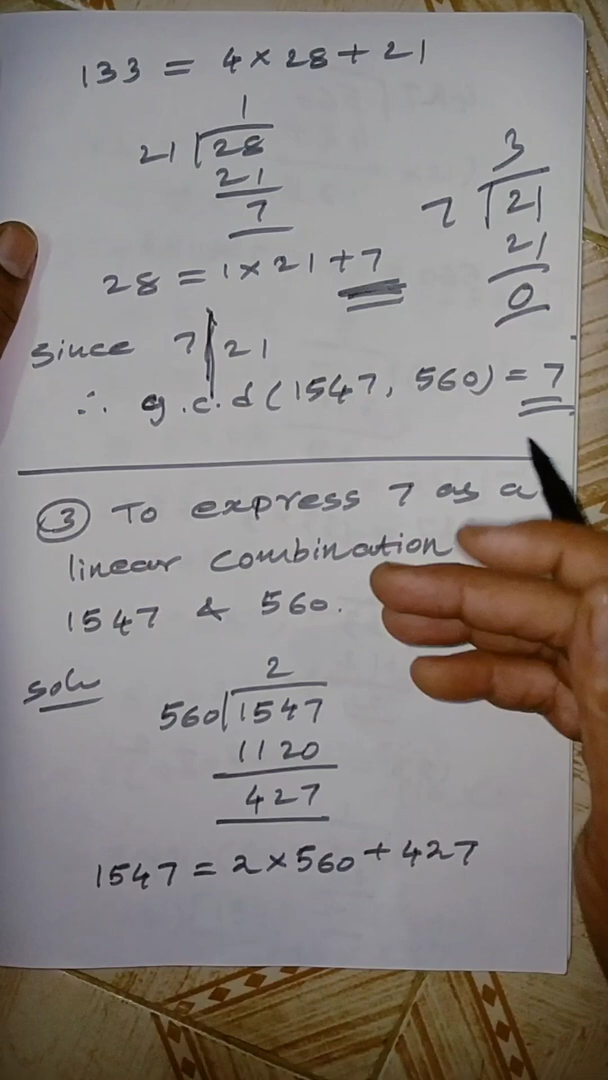 133 = 4 × 28 + 21
1
21 28
21
7
3
7 21
21
0
28 = 1 × 21 + 7
since 7 | 21
∴ g.c.d (1547, 560) = 7
③ To express 7 as a
linear combination
1547 & 560.
soln
2
560 1547
1120
427
1547 = 2 × 560 + 427